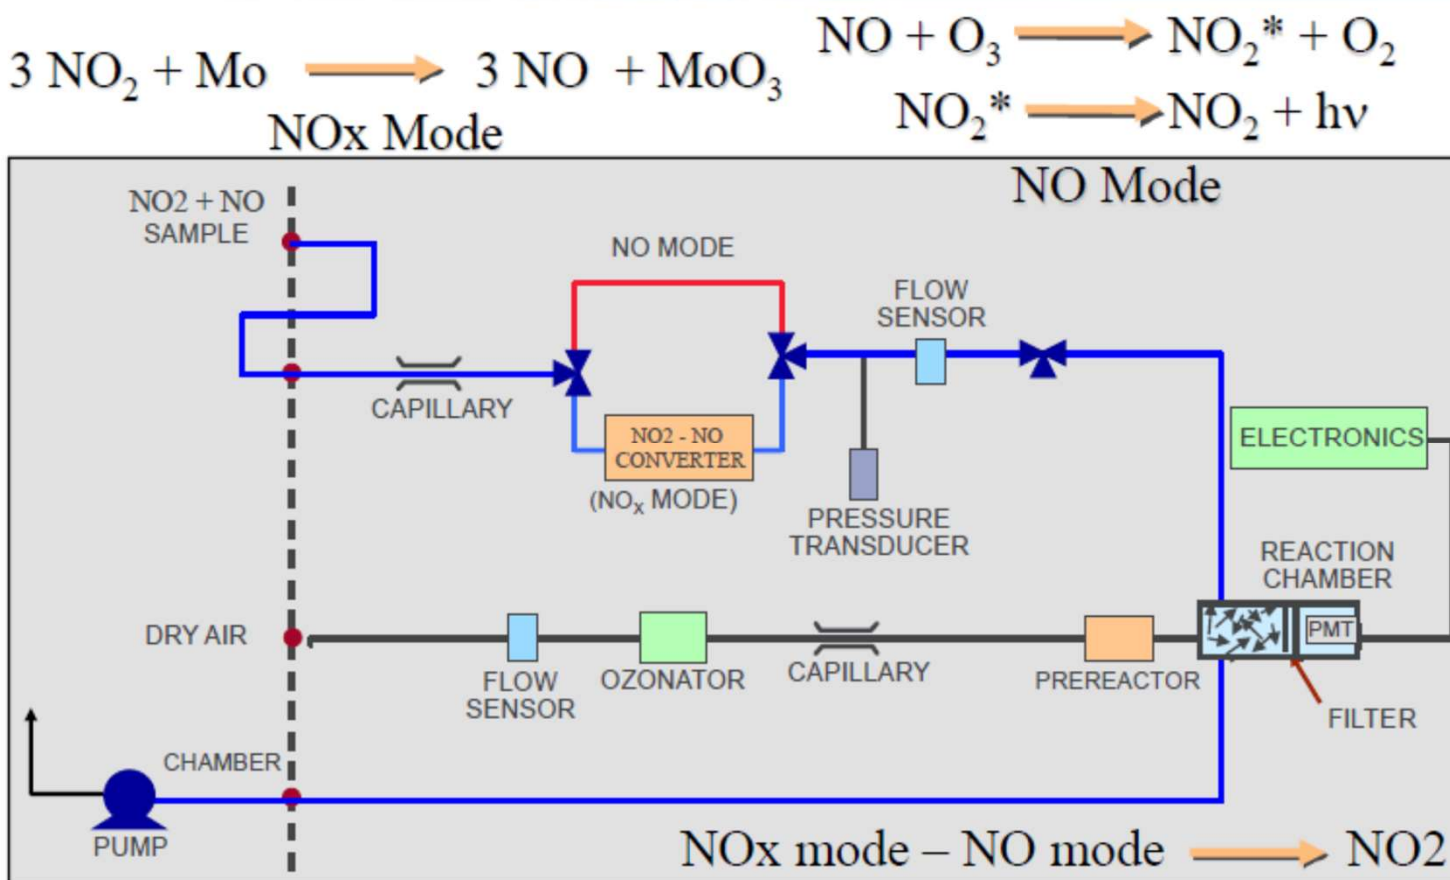 3 NO₂ + Mo → 3 NO + MoO₃
NOx Mode
NO + O₃ → NO₂* + O₂
NO₂* → NO₂ + hν
NO Mode
NO2 + NO
SAMPLE
NO MODE
FLOW
SENSOR
CAPILLARY
NO2 - NO
CONVERTER
(NOₓ MODE)
PRESSURE
TRANSDUCER
ELECTRONICS
REACTION
CHAMBER
PMT
DRY AIR
FLOW
SENSOR
OZONATOR
CAPILLARY
PREREACTOR
FILTER
CHAMBER
PUMP
NOx mode – NO mode → NO2